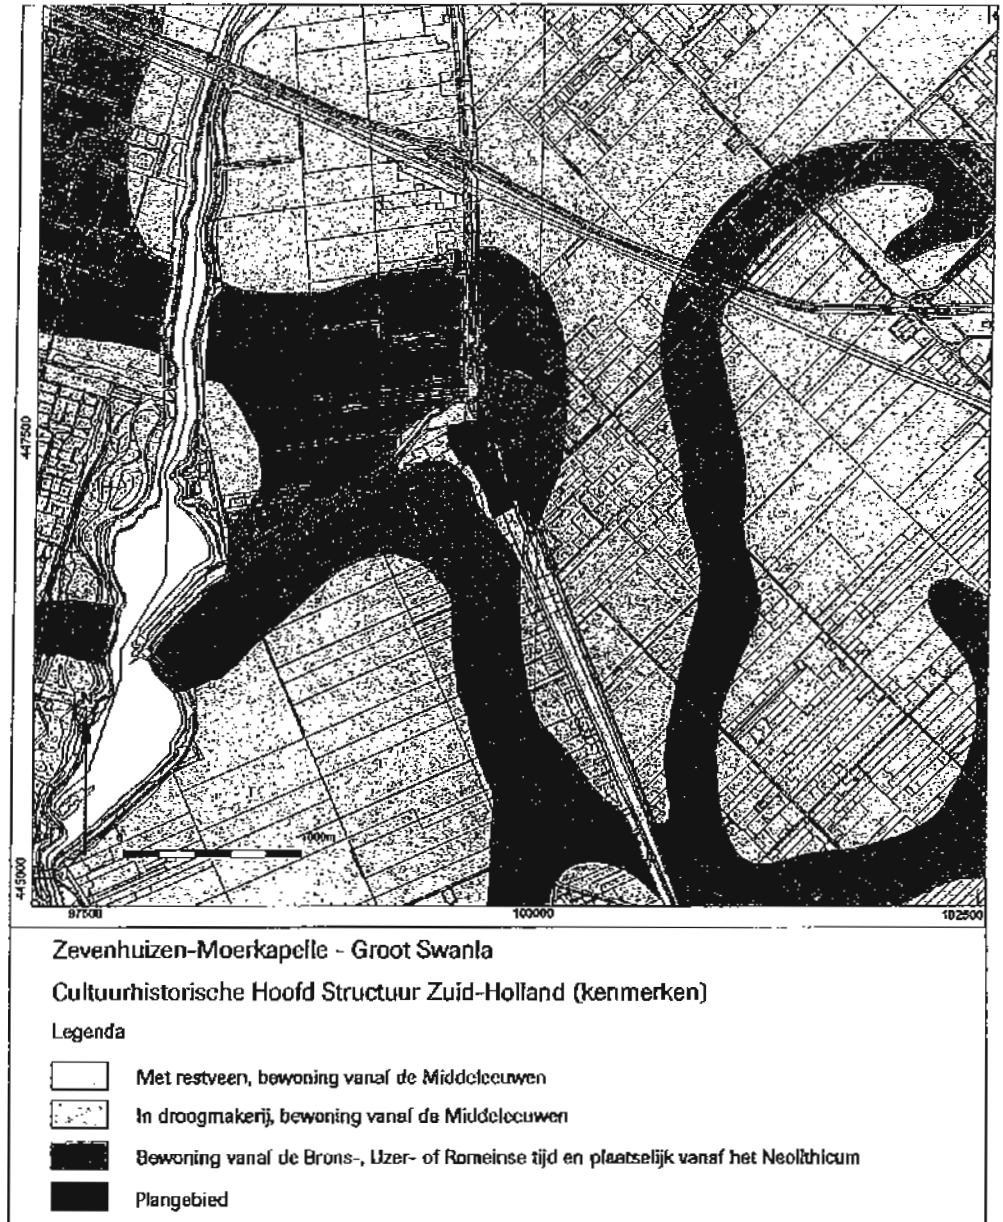 447500
445000
1000m
97500 100000 102500
Zevenhuizen-Moerkapelle - Groot Swanla
Cultuurhistorische Hoofd Structuur Zuid-Holland (kenmerken)
Legenda
Met restveen, bewoning vanaf de Middeleeuwen
In droogmakerij, bewoning vanaf de Middeleeuwen
Bewoning vanaf de Brons-, IJzer- of Romeinse tijd en plaatselijk vanaf het Neolithicum
Plangebied